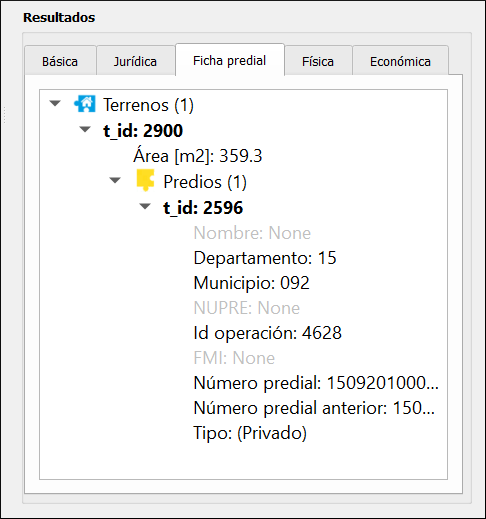 Resultados
Básica Jurídica Ficha predial Física Económica
Terrenos (1)
t_id: 2900
Área [m2]: 359.3
Predios (1)
t_id: 2596
Nombre: None
Departamento: 15
Municipio: 092
NUPRE: None
Id operación: 4628
FMI: None
Número predial: 1509201000...
Número predial anterior: 150...
Tipo: (Privado)